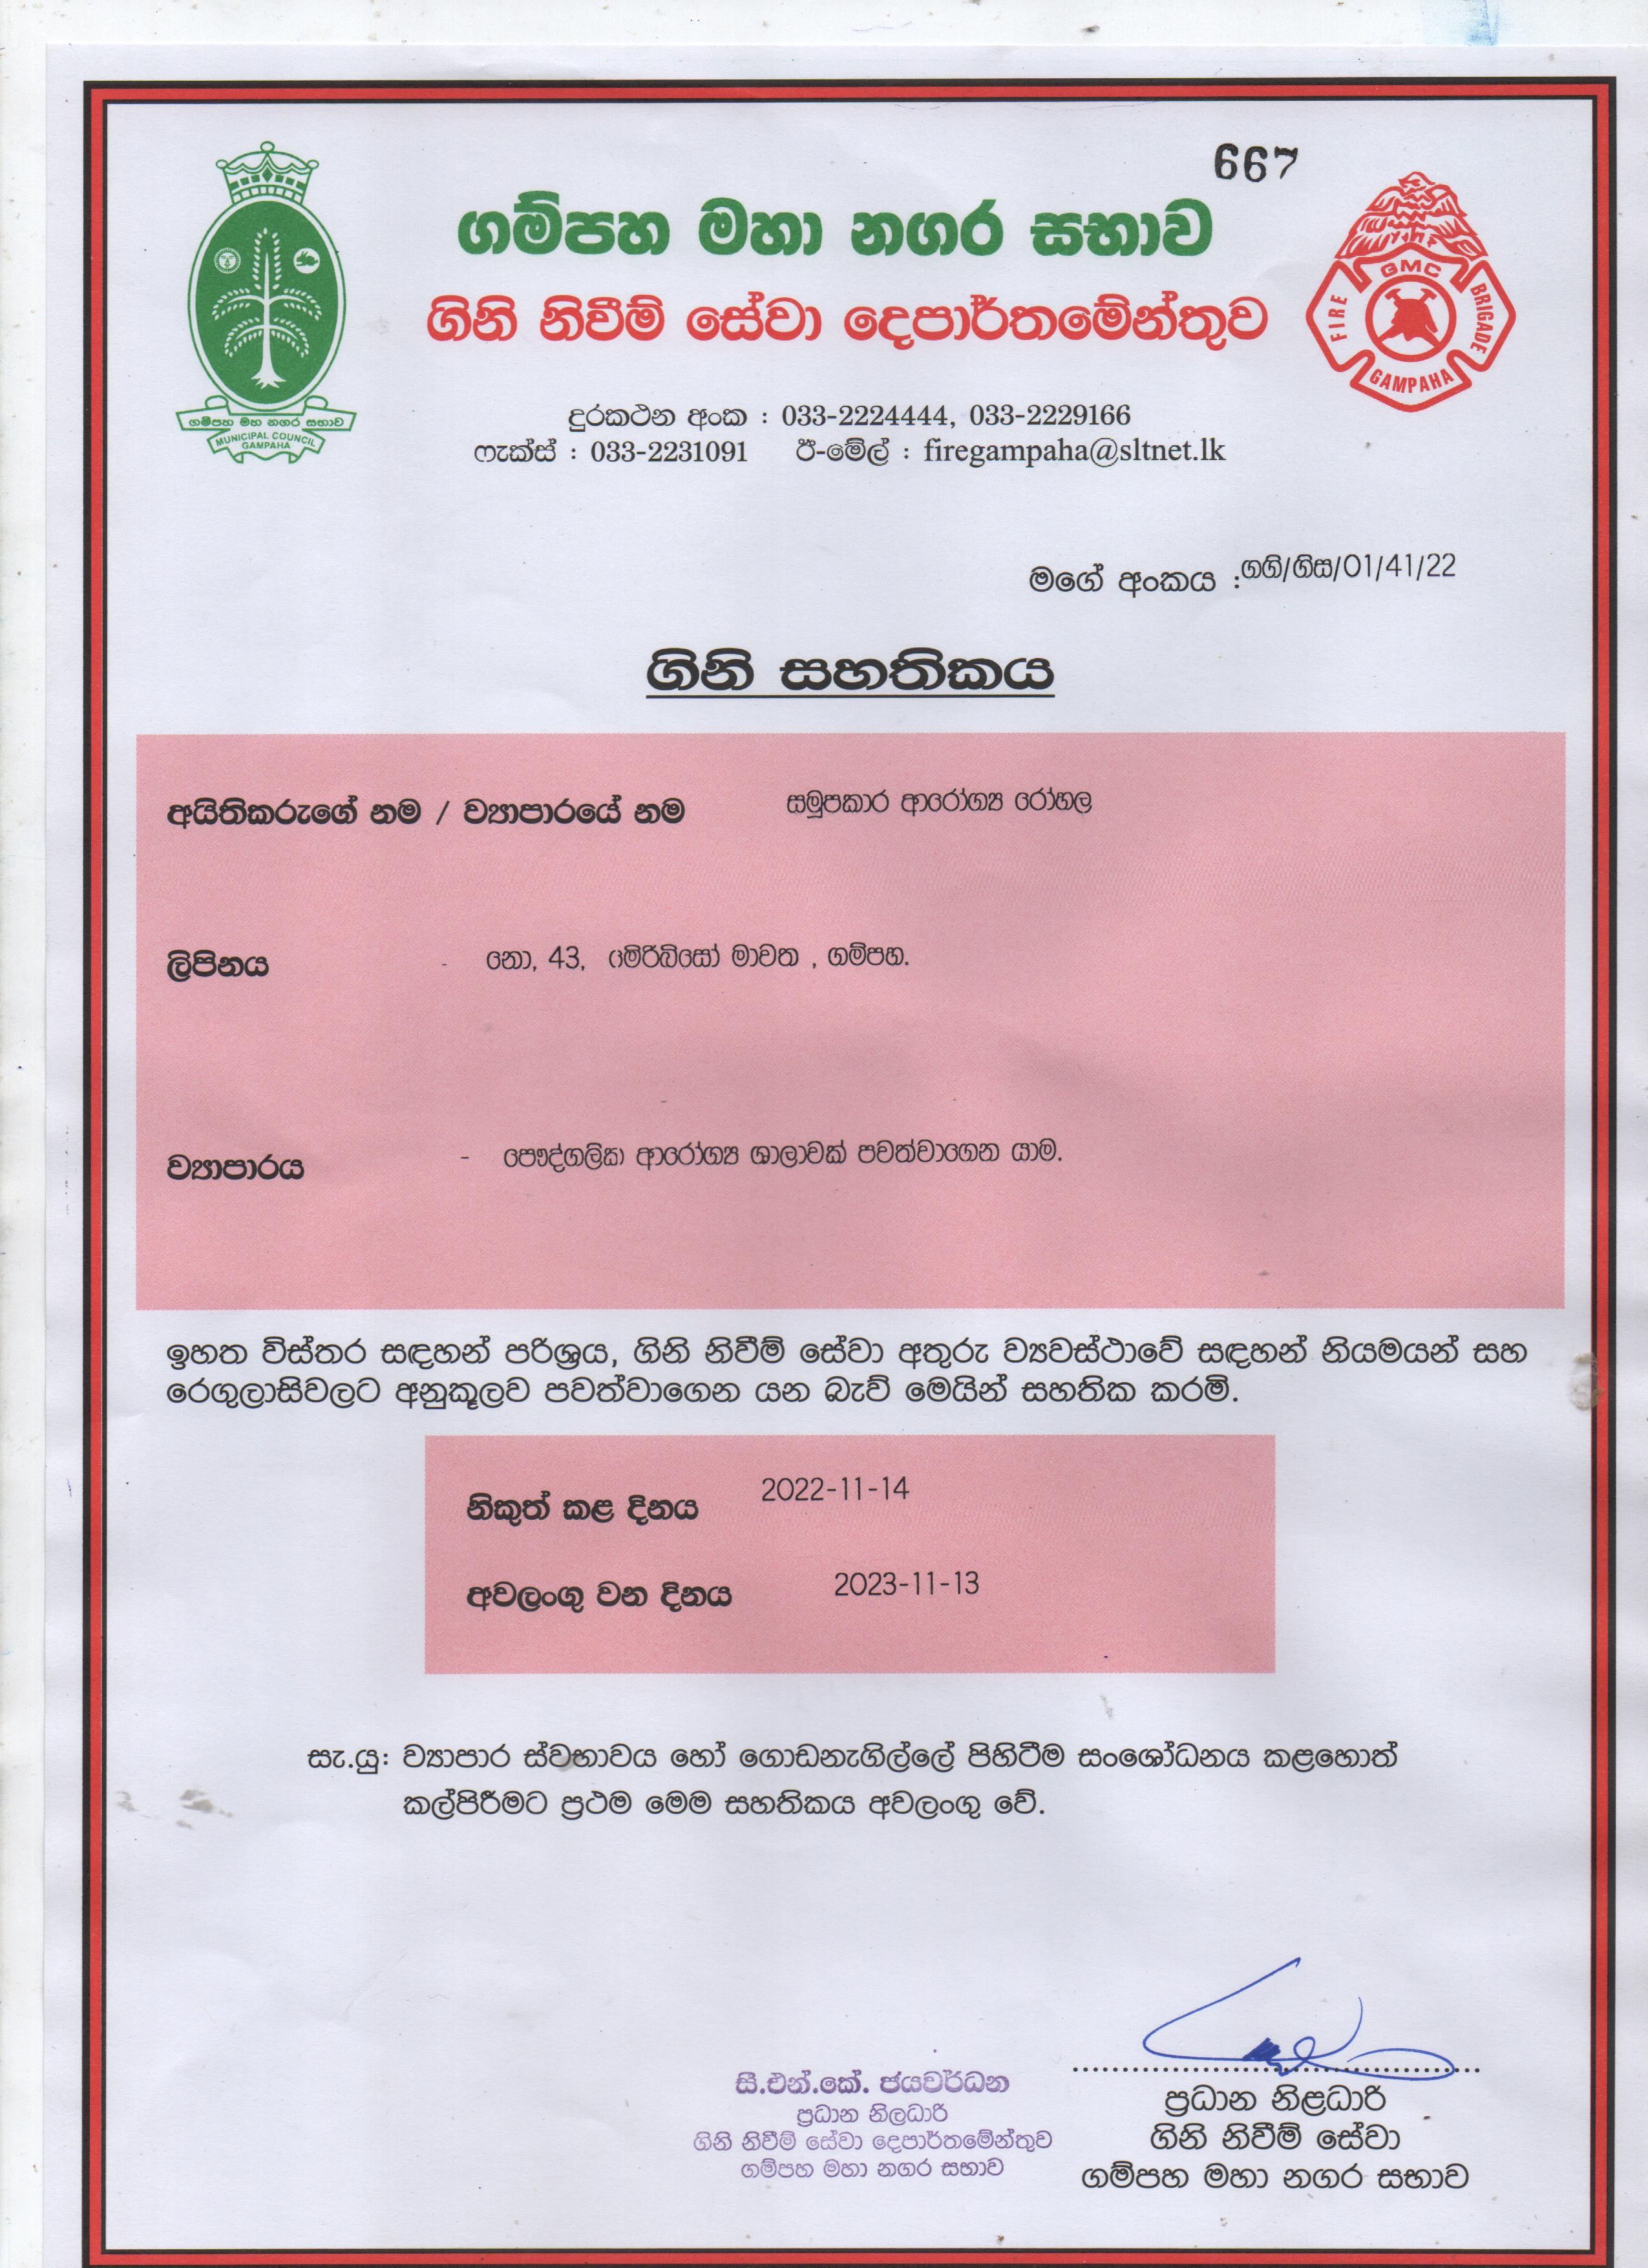 667
ගම්පහ මහා නගර සභාව
ගිනි නිවීම් සේවා දෙපාර්තමේන්තුව
ගම්පහ මහ නගර සභාව
MUNICIPAL COUNCIL
GAMPAHA
GMC
FIRE
BRIGADE
GAMPAHA
දුරකථන අංක : 033-2224444, 033-2229166
ෆැක්ස් : 033-2231091 ඊ-මේල් : firegampaha@sltnet.lk
මගේ අංකය :ගගි/ගිස/01/41/22
ගිනි සහතිකය
අයිතිකරුගේ නම / ව්‍යාපාරයේ නම සමූපකාර ආරෝග්‍ය රෝහල
ලිපිනය - නො, 43, මේරිබිසෝ මාවත , ගම්පහ.
ව්‍යාපාරය - පෞද්ගලික ආරෝග්‍ය ශාලාවක් පවත්වාගෙන යාම.
ඉහත විස්තර සඳහන් පරිශ්‍රය, ගිනි නිවීම් සේවා අතුරු ව්‍යවස්ථාවේ සඳහන් නියමයන් සහ
රෙගුලාසිවලට අනුකූලව පවත්වාගෙන යන බැව් මෙයින් සහතික කරමි.
නිකුත් කළ දිනය 2022-11-14
අවලංගු වන දිනය 2023-11-13
සැ.යු: ව්‍යාපාර ස්වභාවය හෝ ගොඩනැගිල්ලේ පිහිටීම සංශෝධනය කළහොත්
කල්පිරීමට ප්‍රථම මෙම සහතිකය අවලංගු වේ.
සී.එන්.කේ. ජයවර්ධන
ප්‍රධාන නිලධාරි
ගිනි නිවීම් සේවා දෙපාර්තමේන්තුව
ගම්පහ මහා නගර සභාව
ප්‍රධාන නිළධාරි
ගිනි නිවීම් සේවා
ගම්පහ මහා නගර සභාව